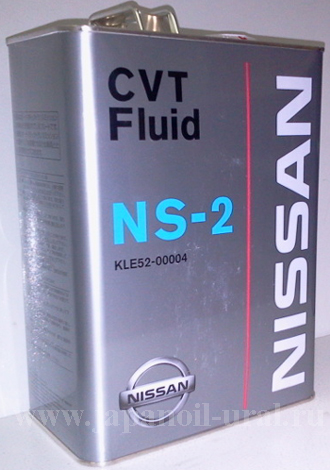 CVT
Fluid
NS-2
KLE52-00004
NISSAN
NISSAN
www.japanoil-ural.ru